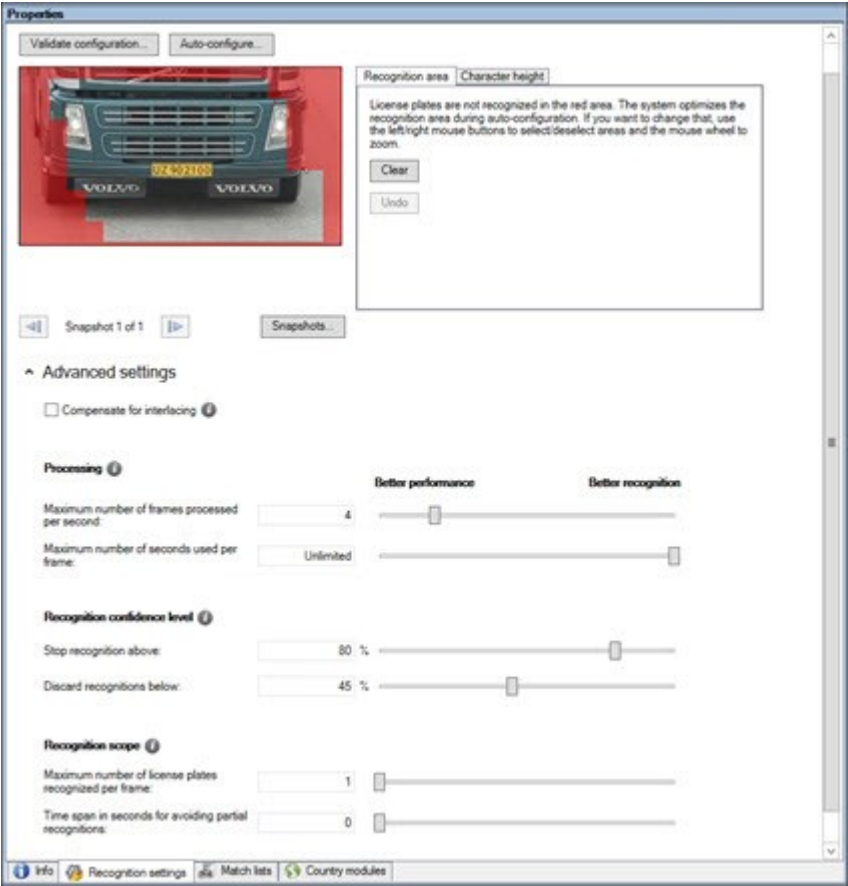 Properties
Validate configuration... Auto-configure...
Recognition area Character height
License plates are not recognized in the red area. The system optimizes the
recognition area during auto-configuration. If you want to change that, use
the left/right mouse buttons to select/deselect areas and the mouse wheel to
zoom.
Clear
Undo
UZ 90 2100
VOLVO VOLVO
Snapshot 1 of 1 Snapshots...
Advanced settings
Compensate for interlacing
Processing
Better performance Better recognition
Maximum number of frames processed
per second: 4
Maximum number of seconds used per
frame: Unlimited
Recognition confidence level
Stop recognition above: 80 %
Discard recognitions below: 45 %
Recognition scope
Maximum number of license plates
recognized per frame: 1
Time span in seconds for avoiding partial
recognitions: 0
Info Recognition settings Match lists Country modules